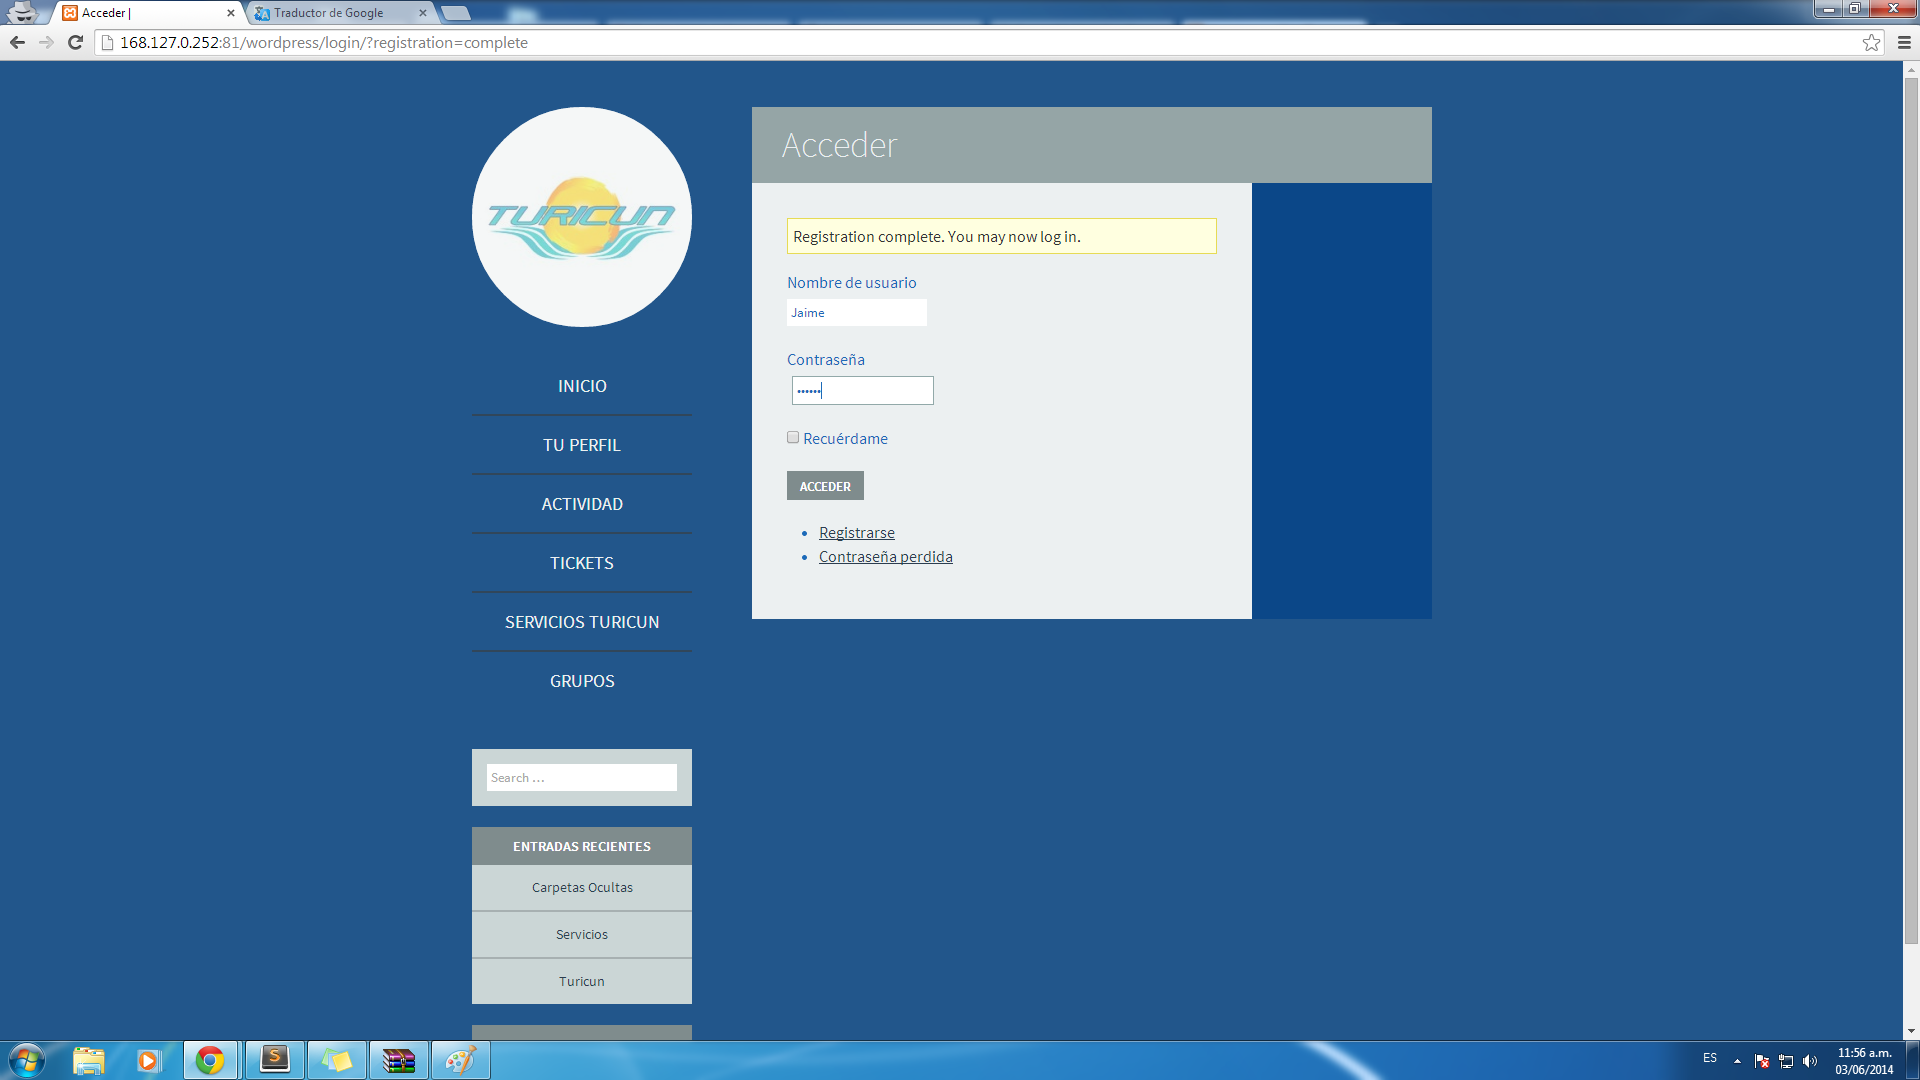 Acceder |
Traductor de Google
168.127.0.252:81/wordpress/login/?registration=complete
TURICUN
INICIO
TU PERFIL
ACTIVIDAD
TICKETS
SERVICIOS TURICUN
GRUPOS
Search ...
ENTRADAS RECIENTES
Carpetas Ocultas
Servicios
Turicun
Acceder
Registration complete. You may now log in.
Nombre de usuario
Jaime
Contraseña
••••••
Recuérdame
ACCEDER
• Registrarse
• Contraseña perdida
S
ES
11:56 a.m.
03/06/2014